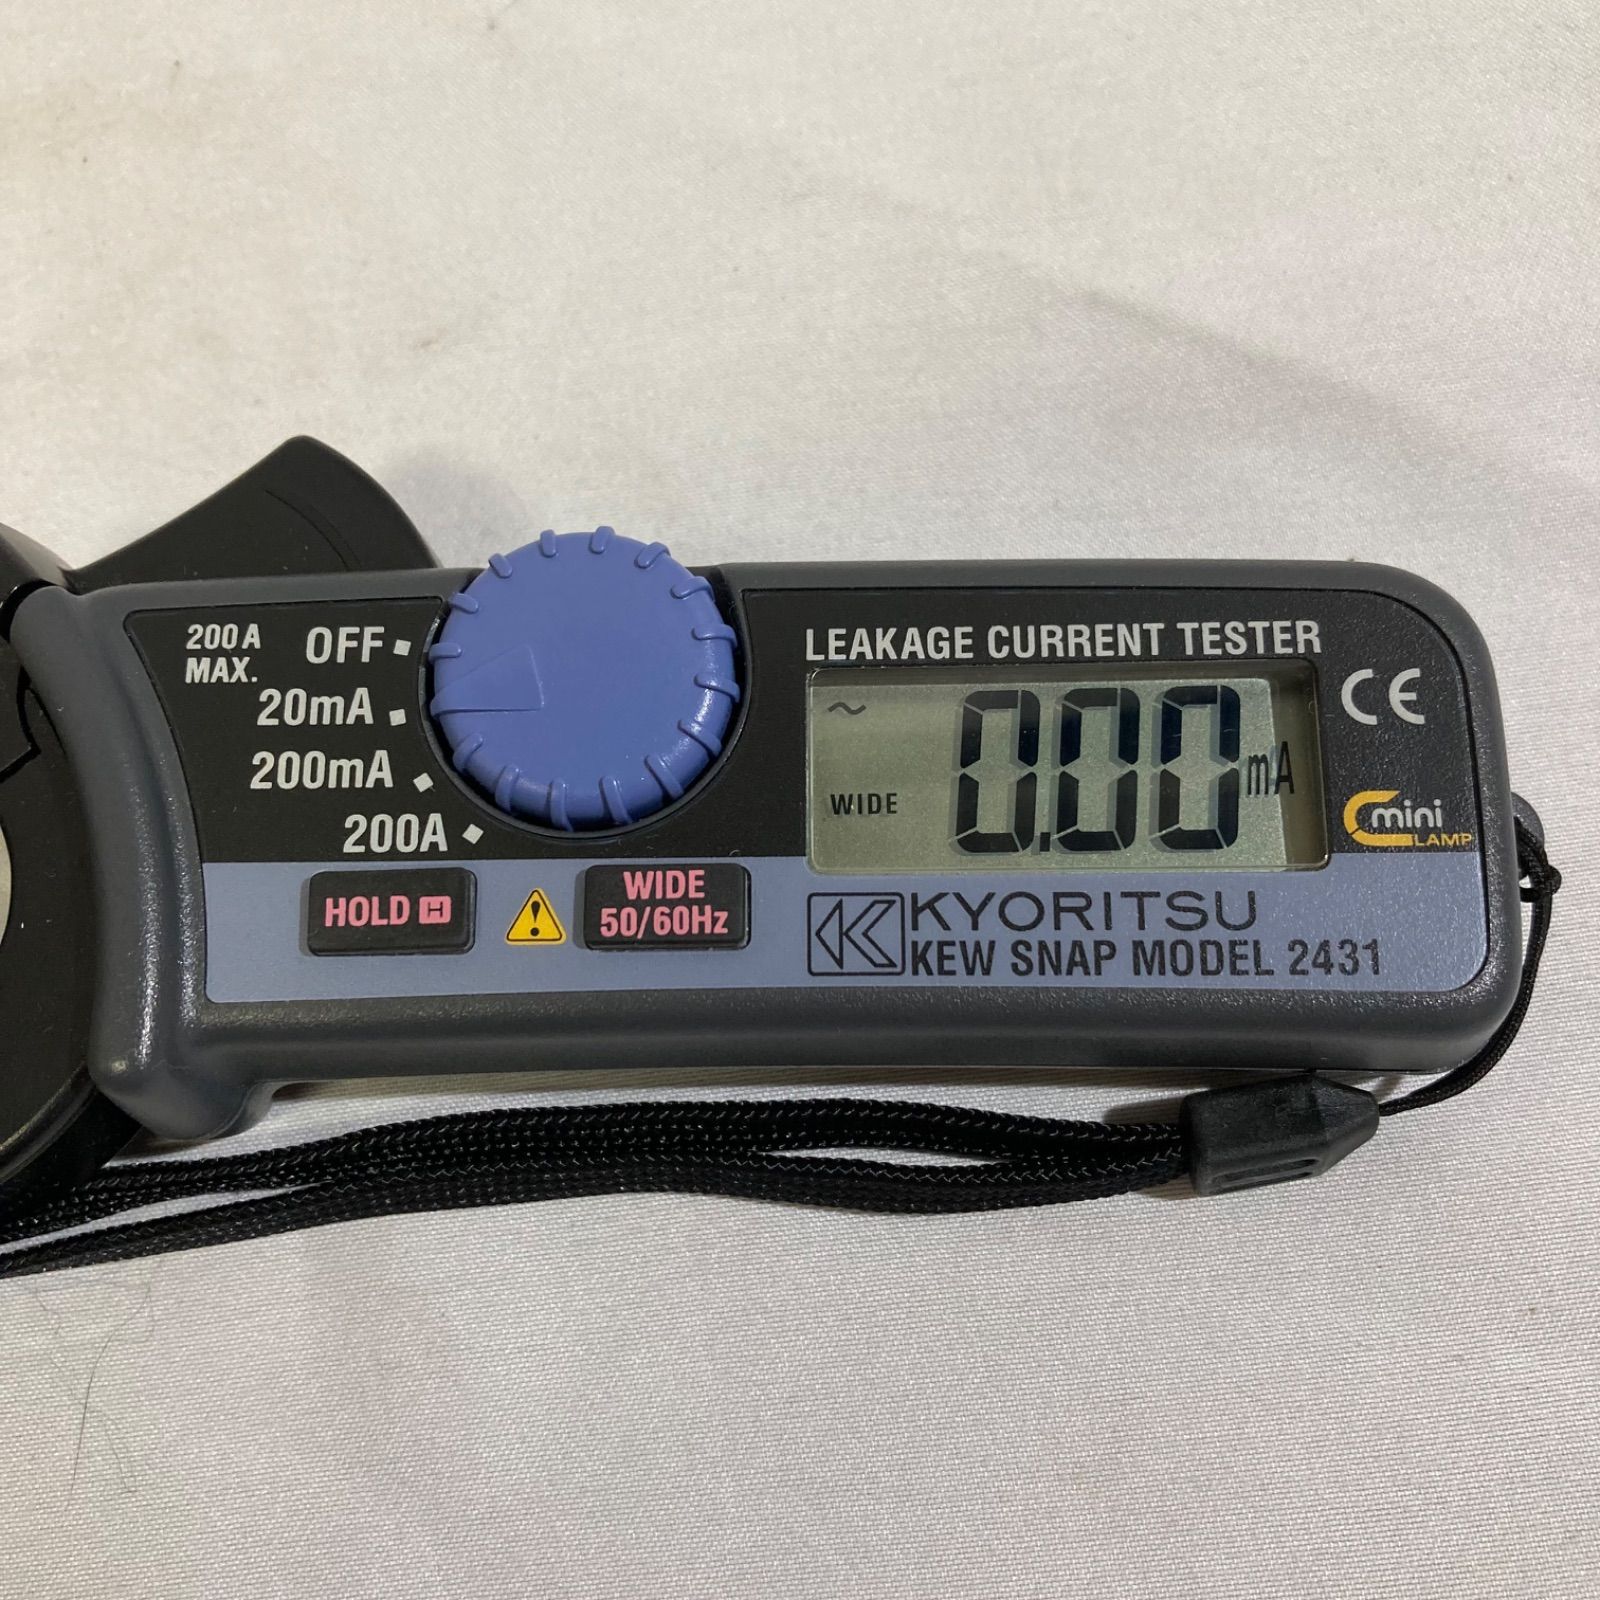 200A
MAX.
OFF
20mA
200mA
200A
HOLD H
WIDE
50/60Hz
LEAKAGE CURRENT TESTER
~
WIDE
0.00 mA
CE
mini
CLAMP
K
KYORITSU
KEW SNAP MODEL 2431